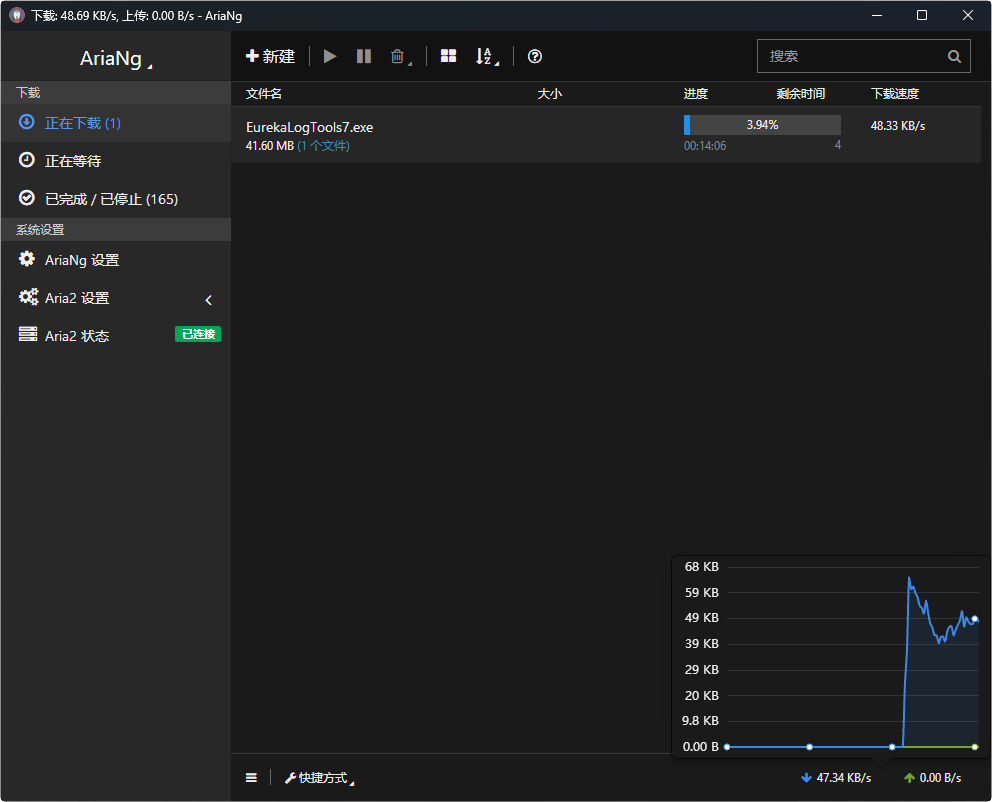 下载: 48.69 KB/s, 上传: 0.00 B/s - AriaNg
AriaNg
下载
正在下载 (1)
正在等待
已完成 / 已停止 (165)
系统设置
AriaNg 设置
Aria2 设置
Aria2 状态 已连接
新建
搜索
文件名 大小 进度 剩余时间 下载速度
EurekaLogTools7.exe 3.94% 48.33 KB/s
41.60 MB (1 个文件) 00:14:06 4
68 KB
59 KB
49 KB
39 KB
29 KB
20 KB
9.8 KB
0.00 B
快捷方式 47.34 KB/s 0.00 B/s